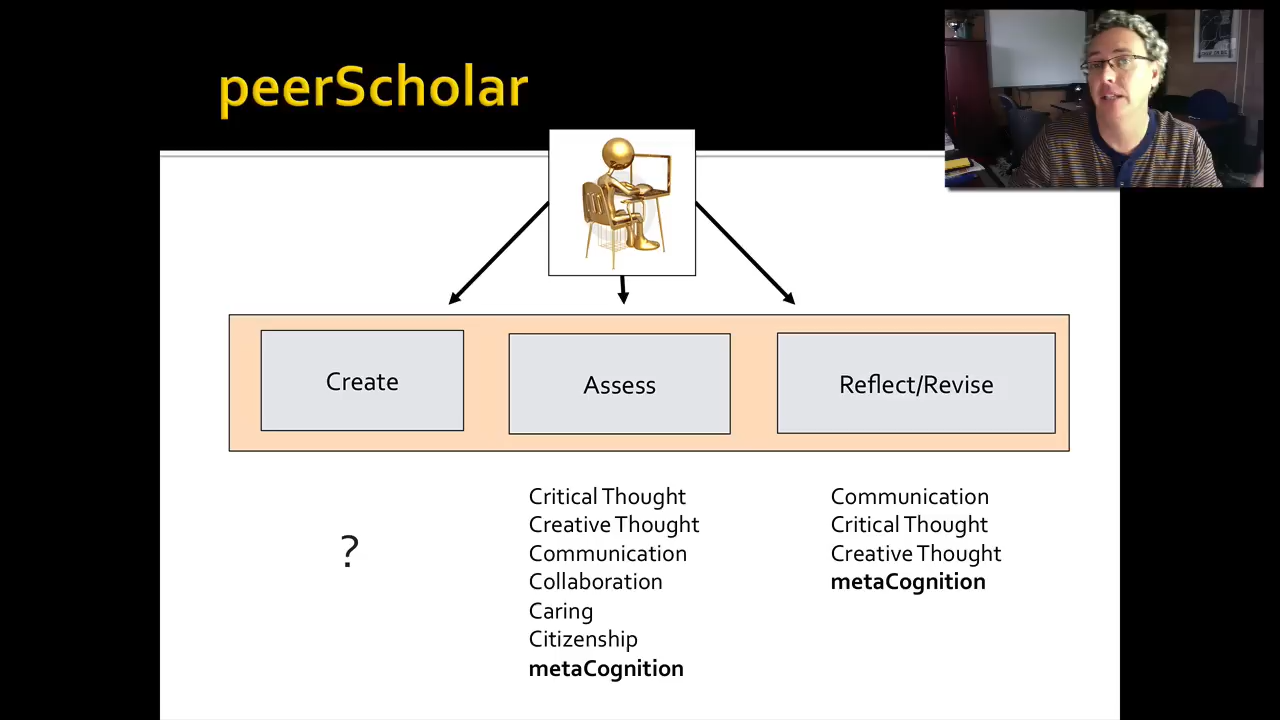 peerScholar
Create
Assess
Reflect/Revise
?
Critical Thought
Creative Thought
Communication
Collaboration
Caring
Citizenship
metaCognition
Communication
Critical Thought
Creative Thought
metaCognition